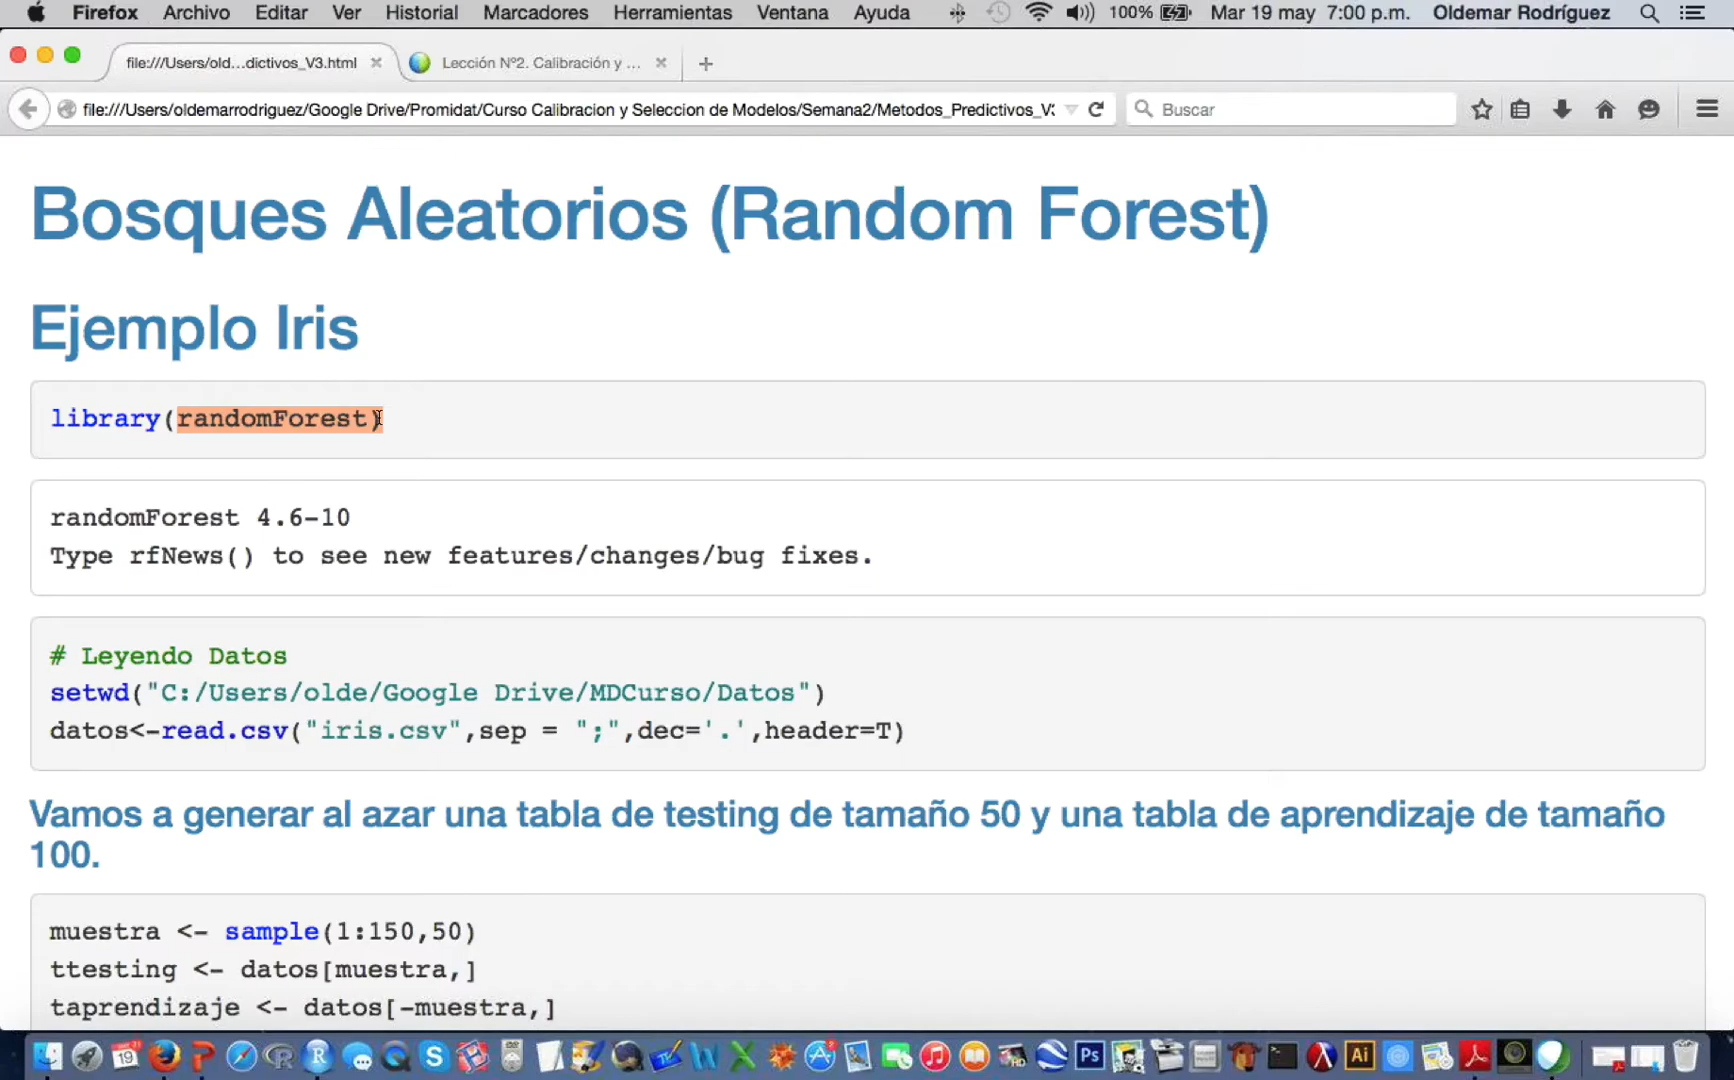 Firefox Archivo Editar Ver Historial Marcadores Herramientas Ventana Ayuda 100% Mar 19 may 7:00 p.m. Oldemar Rodríguez
file:///Users/old...dictivos_V3.html Lección Nº2. Calibración y ...
file:///Users/oldemarrodriguez/Google Drive/Promidat/Curso Calibracion y Seleccion de Modelos/Semana2/Metodos_Predictivos_V: Buscar
Bosques Aleatorios (Random Forest)
Ejemplo Iris
library(randomForest)
randomForest 4.6-10
Type rfNews() to see new features/changes/bug fixes.
# Leyendo Datos
setwd("C:/Users/olde/Google Drive/MDCurso/Datos")
datos<-read.csv("iris.csv",sep = ";",dec='.',header=T)
Vamos a generar al azar una tabla de testing de tamaño 50 y una tabla de aprendizaje de tamaño
100.
muestra <- sample(1:150,50)
ttesting <- datos[muestra,]
taprendizaje <- datos[-muestra,]
19 Ps Ai